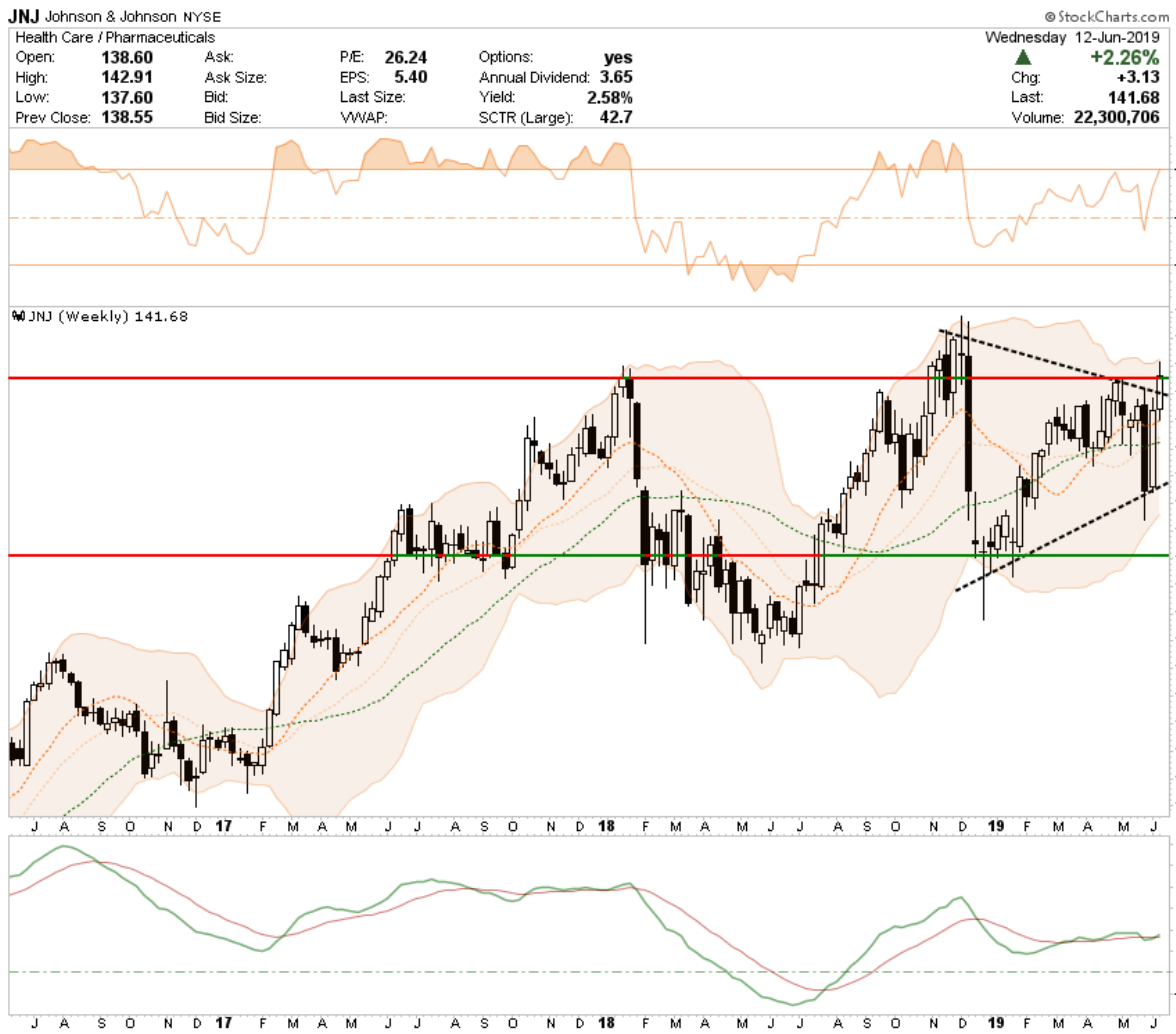 JNJ Johnson & Johnson NYSE © StockCharts.com
Health Care / Pharmaceuticals Wednesday 12-Jun-2019
Open: 138.60 Ask: P/E: 26.24 Options: yes ▲ +2.26%
High: 142.91 Ask Size: EPS: 5.40 Annual Dividend: 3.65 Chg: +3.13
Low: 137.60 Bid: Last Size: Yield: 2.58% Last: 141.68
Prev Close: 138.55 Bid Size: VWAP: SCTR (Large): 42.7 Volume: 22,300,706
JNJ (Weekly) 141.68
J A S O N D 17 F M A M J J A S O N D 18 F M A M J J A S O N D 19 F M A M J
J A S O N D 17 F M A M J J A S O N D 18 F M A M J J A S O N D 19 F M A M J